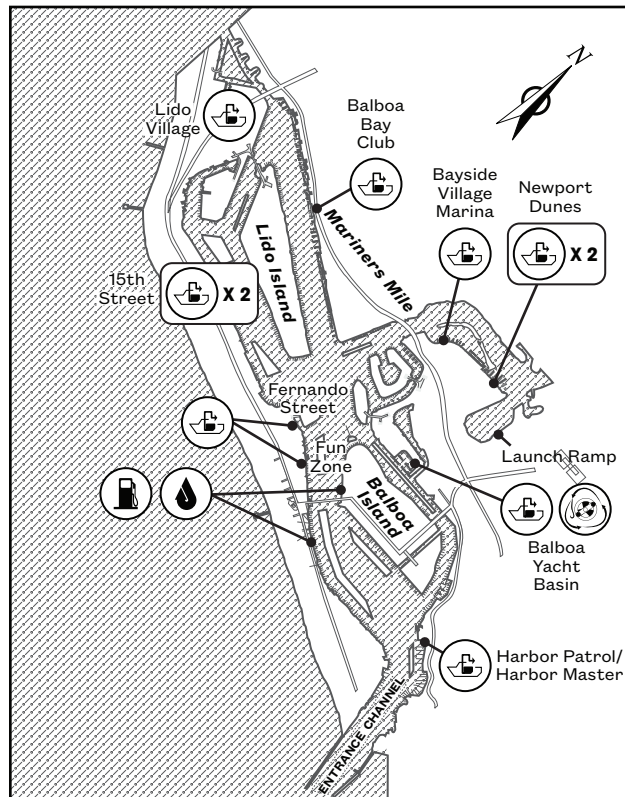 N
Lido
Village
Balboa
Bay
Club
Bayside
Village
Marina
Newport
Dunes
X 2
Mariners Mile
Lido Island
15th
Street
X 2
Fernando
Street
Fun
Zone
Launch Ramp
Balboa
Island
Balboa
Yacht
Basin
Harbor Patrol/
Harbor Master
ENTRANCE CHANNEL